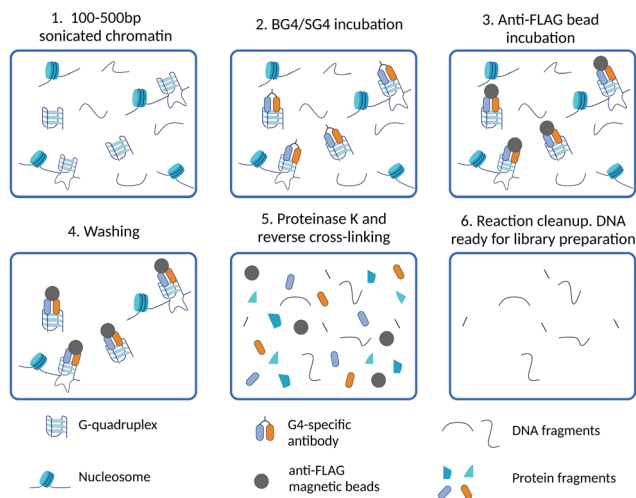 1. 100-500bp
sonicated chromatin
2. BG4/SG4 incubation
3. Anti-FLAG bead
incubation
4. Washing
5. Proteinase K and
reverse cross-linking
6. Reaction cleanup. DNA
ready for library preparation
G-quadruplex
G4-specific
antibody
DNA fragments
Nucleosome
anti-FLAG
magnetic beads
Protein fragments